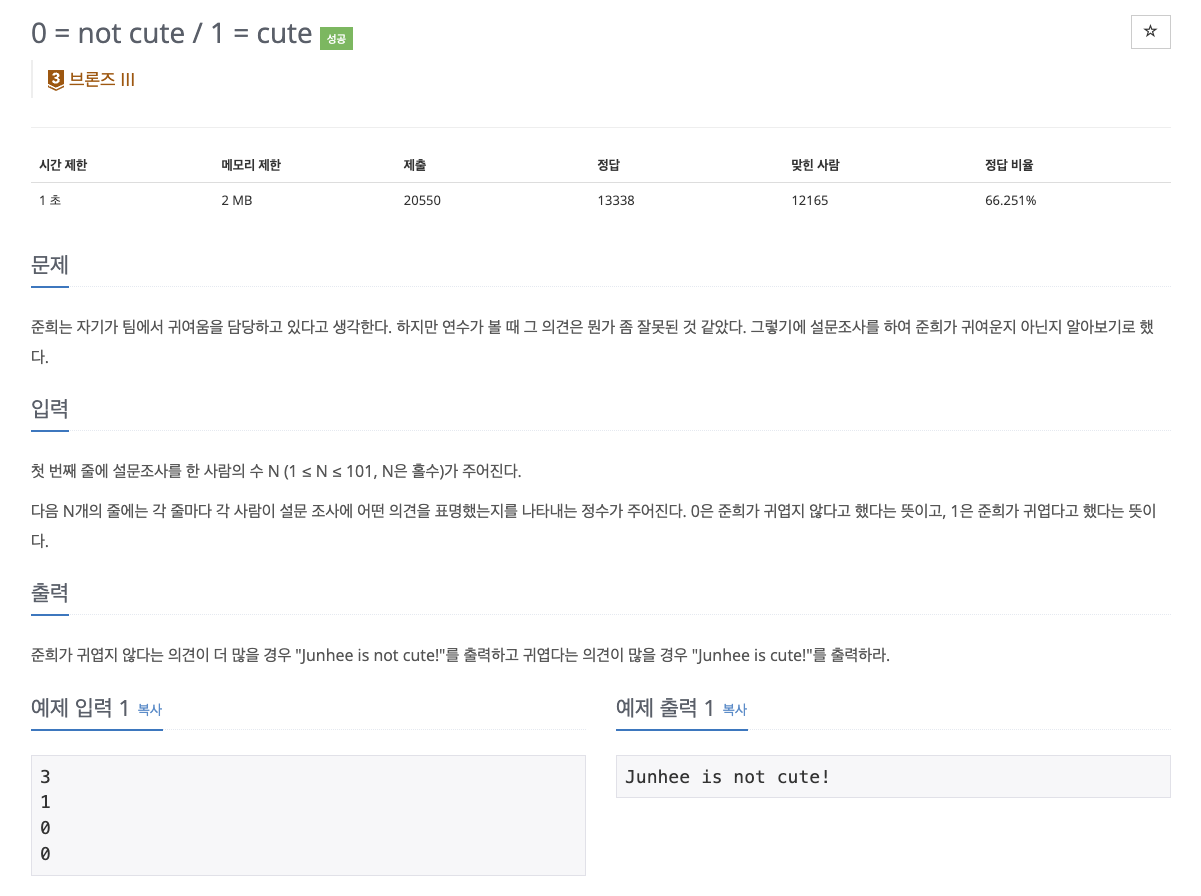 0 = not cute / 1 = cute 성공
☆
3 브론즈 III
시간 제한 메모리 제한 제출 정답 맞힌 사람 정답 비율
1 초 2 MB 20550 13338 12165 66.251%
문제
준희는 자기가 팀에서 귀여움을 담당하고 있다고 생각한다. 하지만 연수가 볼 때 그 의견은 뭔가 좀 잘못된 것 같았다. 그렇기에 설문조사를 하여 준희가 귀여운지 아닌지 알아보기로 했
다.
입력
첫 번째 줄에 설문조사를 한 사람의 수 N (1 ≤ N ≤ 101, N은 홀수)가 주어진다.
다음 N개의 줄에는 각 줄마다 각 사람이 설문 조사에 어떤 의견을 표명했는지를 나타내는 정수가 주어진다. 0은 준희가 귀엽지 않다고 했다는 뜻이고, 1은 준희가 귀엽다고 했다는 뜻이
다.
출력
준희가 귀엽지 않다는 의견이 더 많을 경우 "Junhee is not cute!"를 출력하고 귀엽다는 의견이 많을 경우 "Junhee is cute!"를 출력하라.
예제 입력 1 복사
3
1
0
0
예제 출력 1 복사
Junhee is not cute!